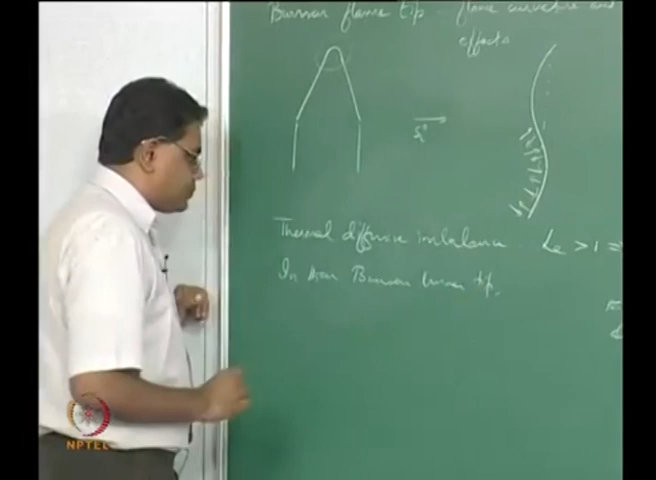 Bunsen flame tip - flame curvature and
effects
Thermal diffusive imbalance. Le > 1 =
In Bunsen burner tip.
NPTEL